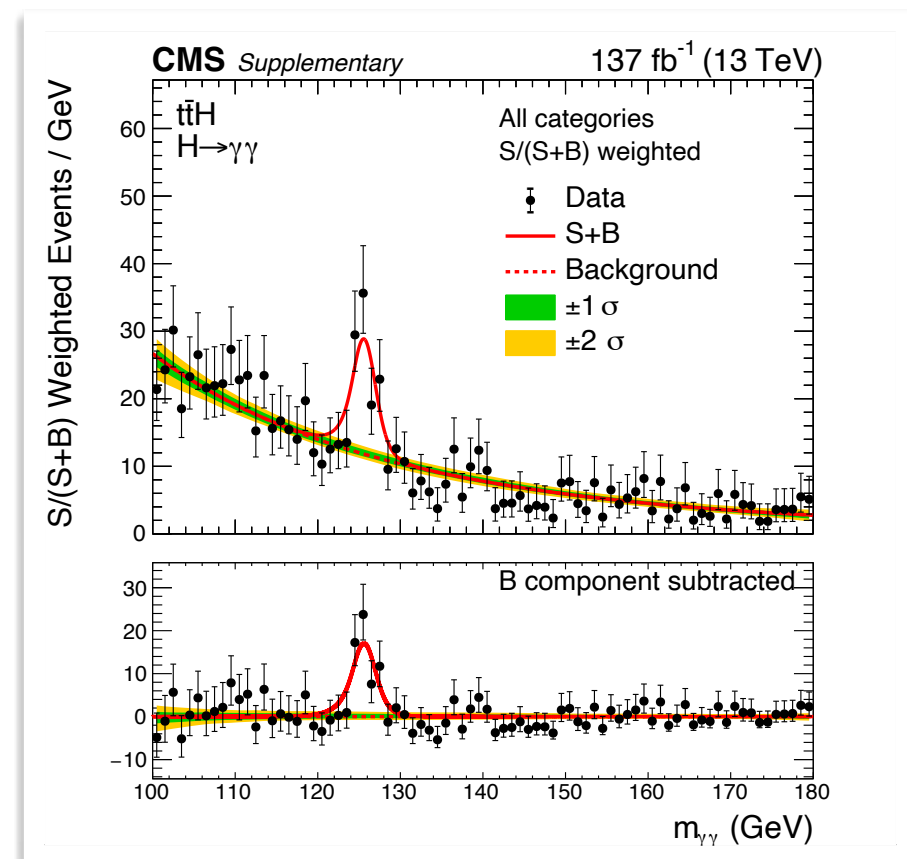 CMS Supplementary 137 fb⁻¹ (13 TeV)
S/(S+B) Weighted Events / GeV
tt̄H
H→γγ
All categories
S/(S+B) weighted
Data
S+B
Background
±1 σ
±2 σ
60
50
40
30
20
10
0
B component subtracted
30
20
10
0
−10
100 110 120 130 140 150 160 170 180
mγγ (GeV)